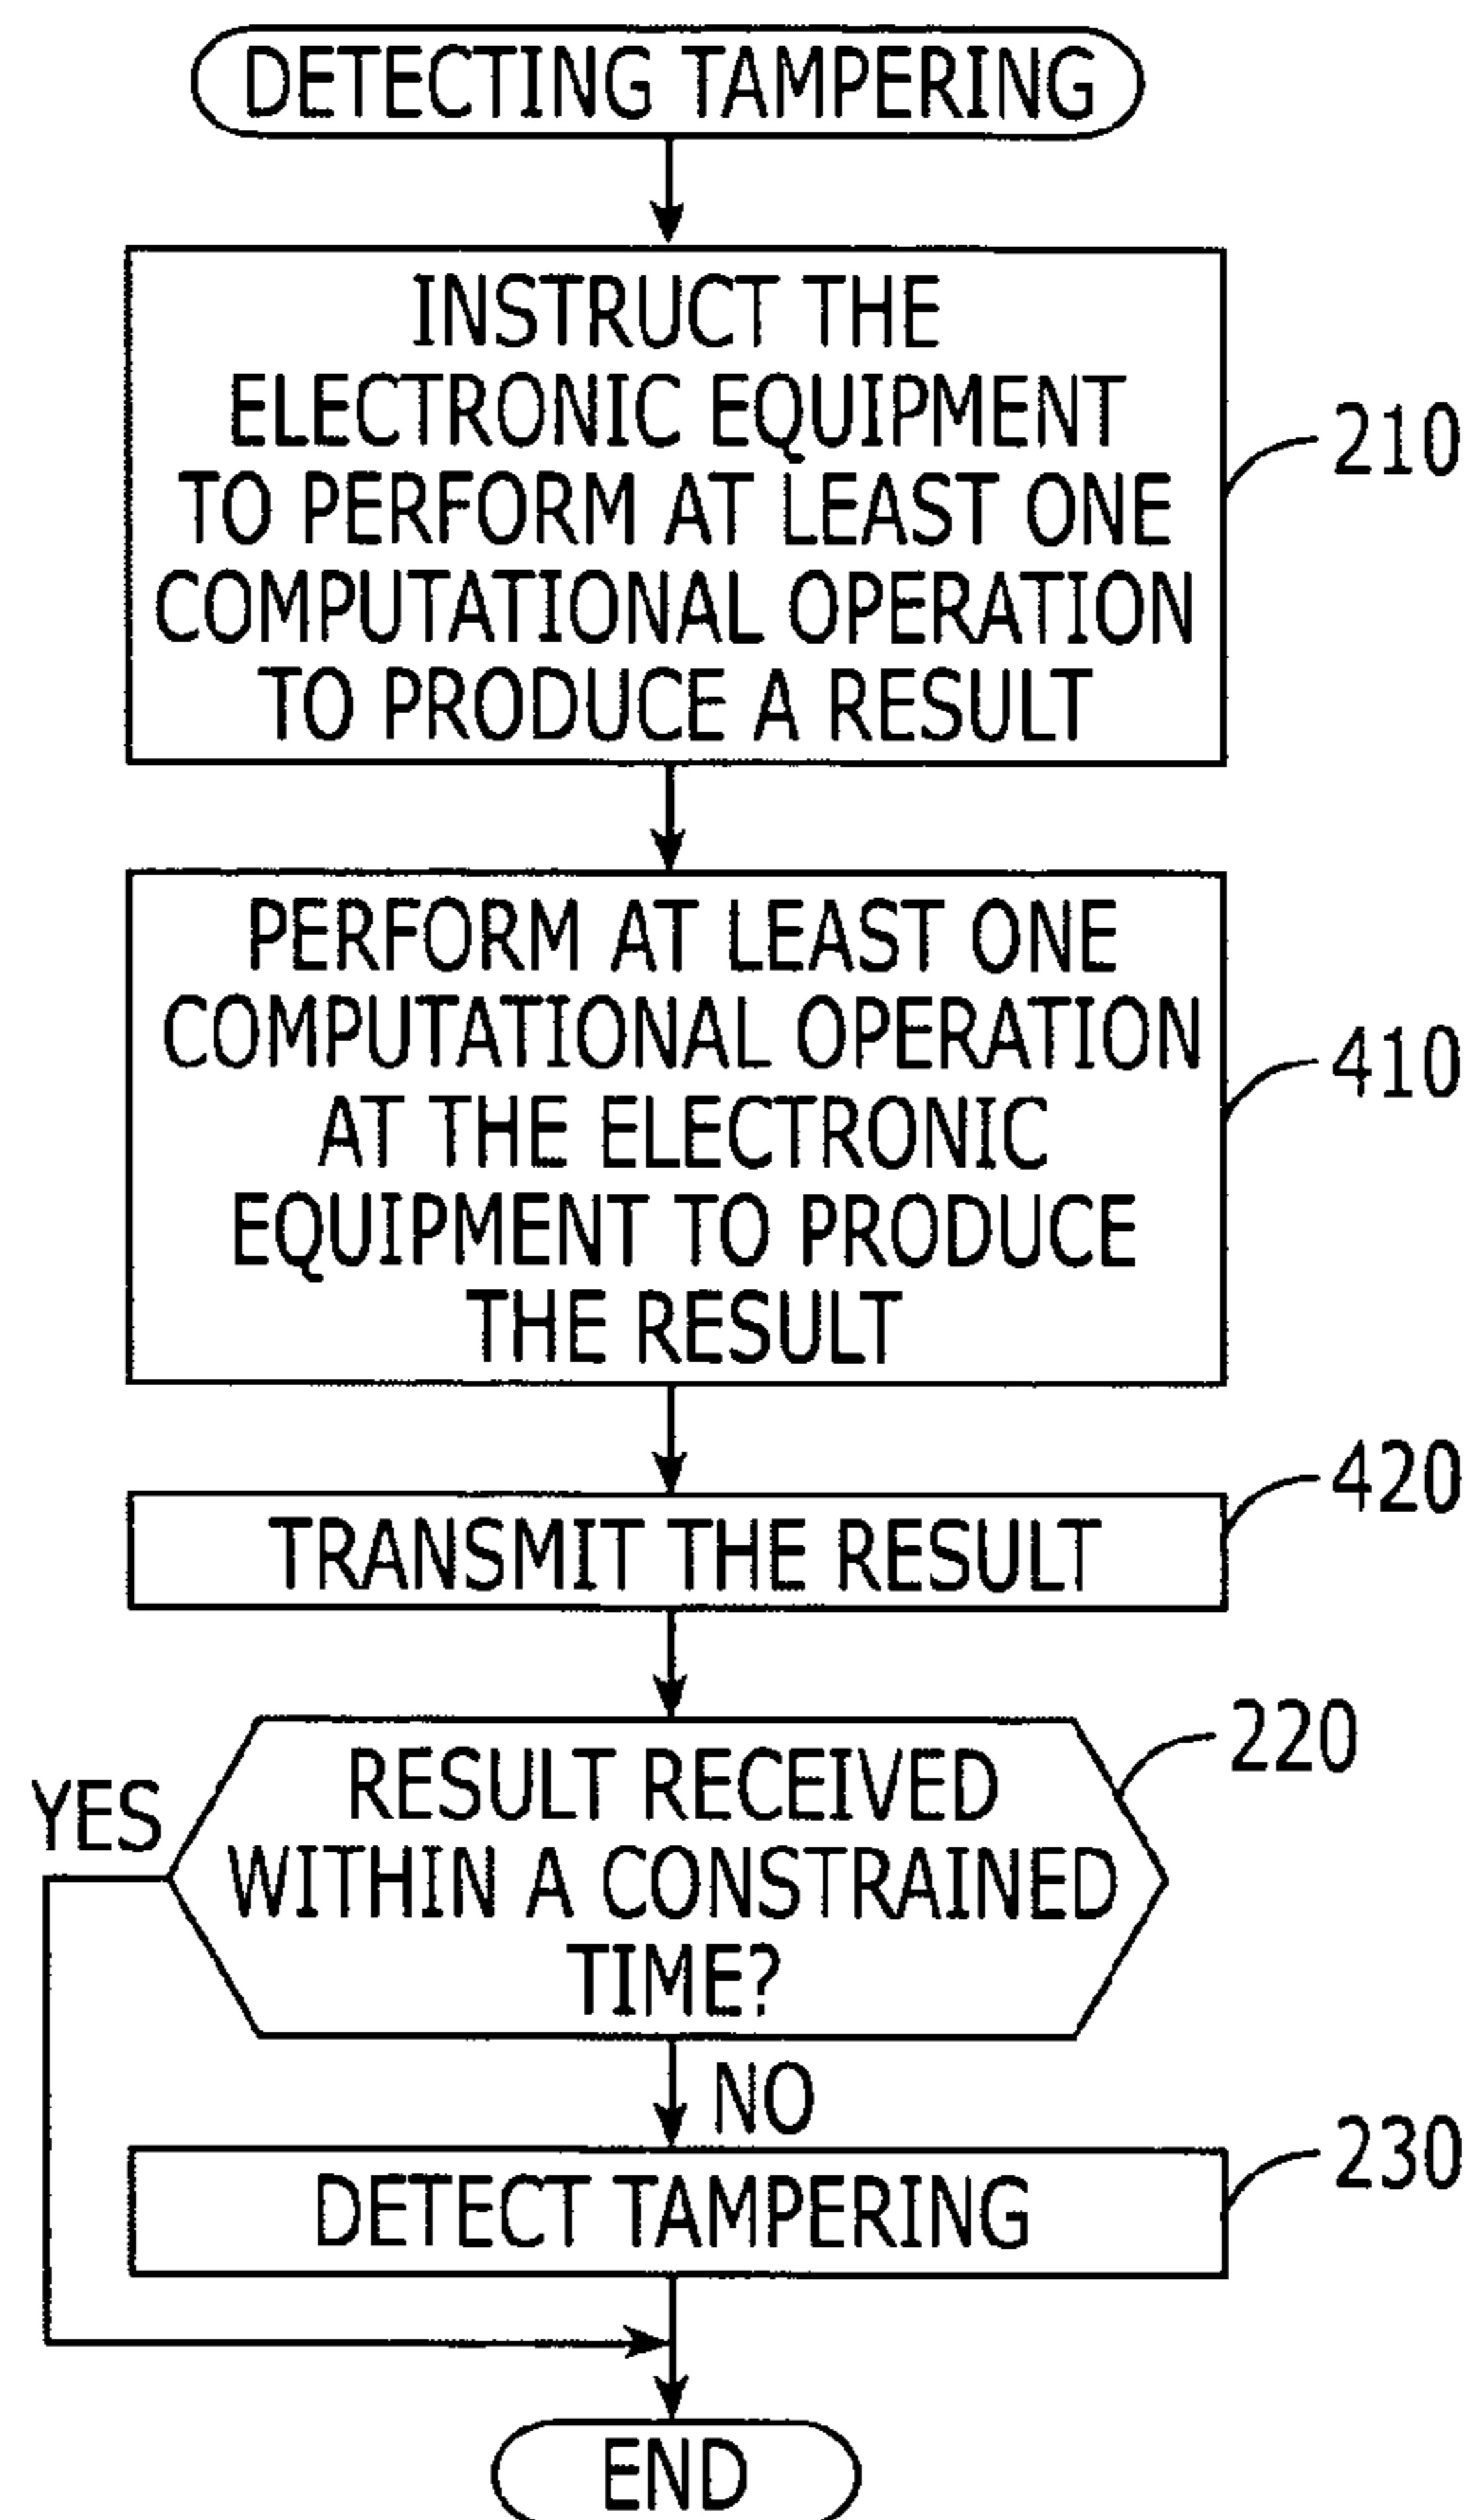 DETECTING TAMPERING
INSTRUCT THE
ELECTRONIC EQUIPMENT
TO PERFORM AT LEAST ONE
COMPUTATIONAL OPERATION
TO PRODUCE A RESULT
210
PERFORM AT LEAST ONE
COMPUTATIONAL OPERATION
AT THE ELECTRONIC
EQUIPMENT TO PRODUCE
THE RESULT
410
TRANSMIT THE RESULT
420
RESULT RECEIVED
WITHIN A CONSTRAINED
TIME?
220
YES
NO
DETECT TAMPERING
230
END